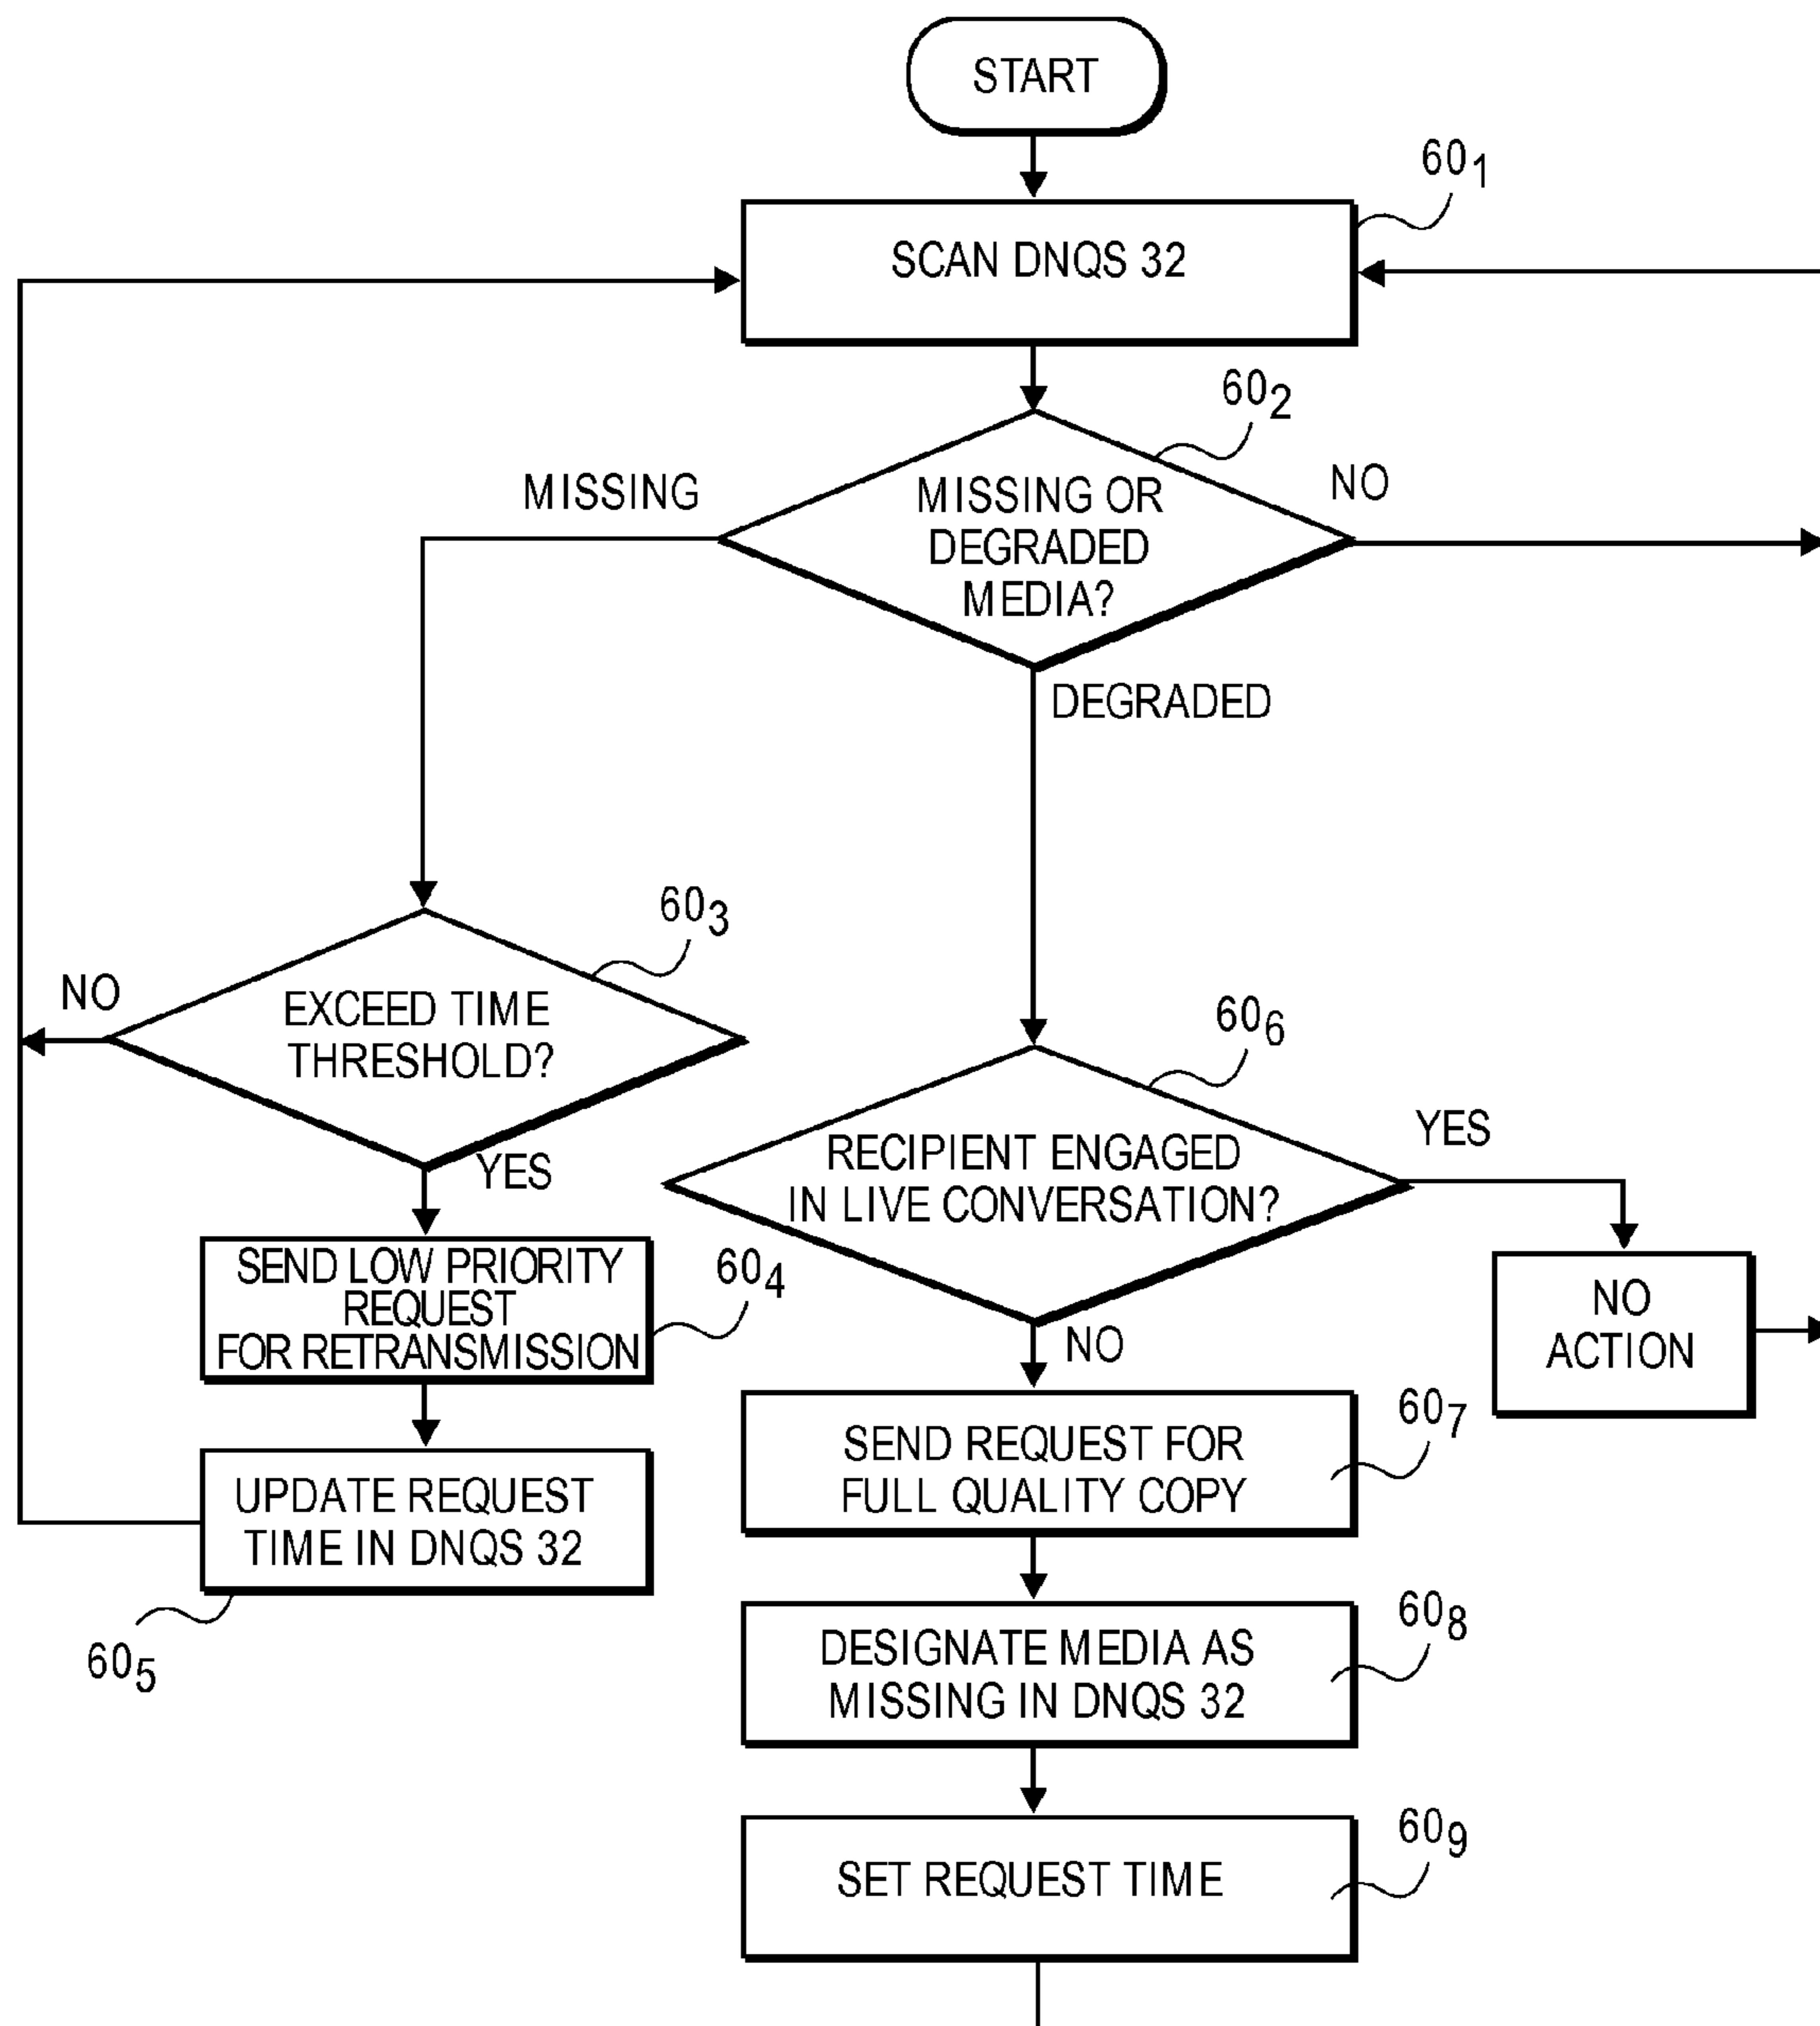 START
60₁
SCAN DNQS 32
60₂
MISSING
MISSING OR
DEGRADED
MEDIA?
NO
DEGRADED
60₃
NO
EXCEED TIME
THRESHOLD?
YES
60₆
RECIPIENT ENGAGED
IN LIVE CONVERSATION?
YES
NO
SEND LOW PRIORITY
REQUEST
FOR RETRANSMISSION
60₄
NO
ACTION
UPDATE REQUEST
TIME IN DNQS 32
60₅
SEND REQUEST FOR
FULL QUALITY COPY
60₇
DESIGNATE MEDIA AS
MISSING IN DNQS 32
60₈
SET REQUEST TIME
60₉